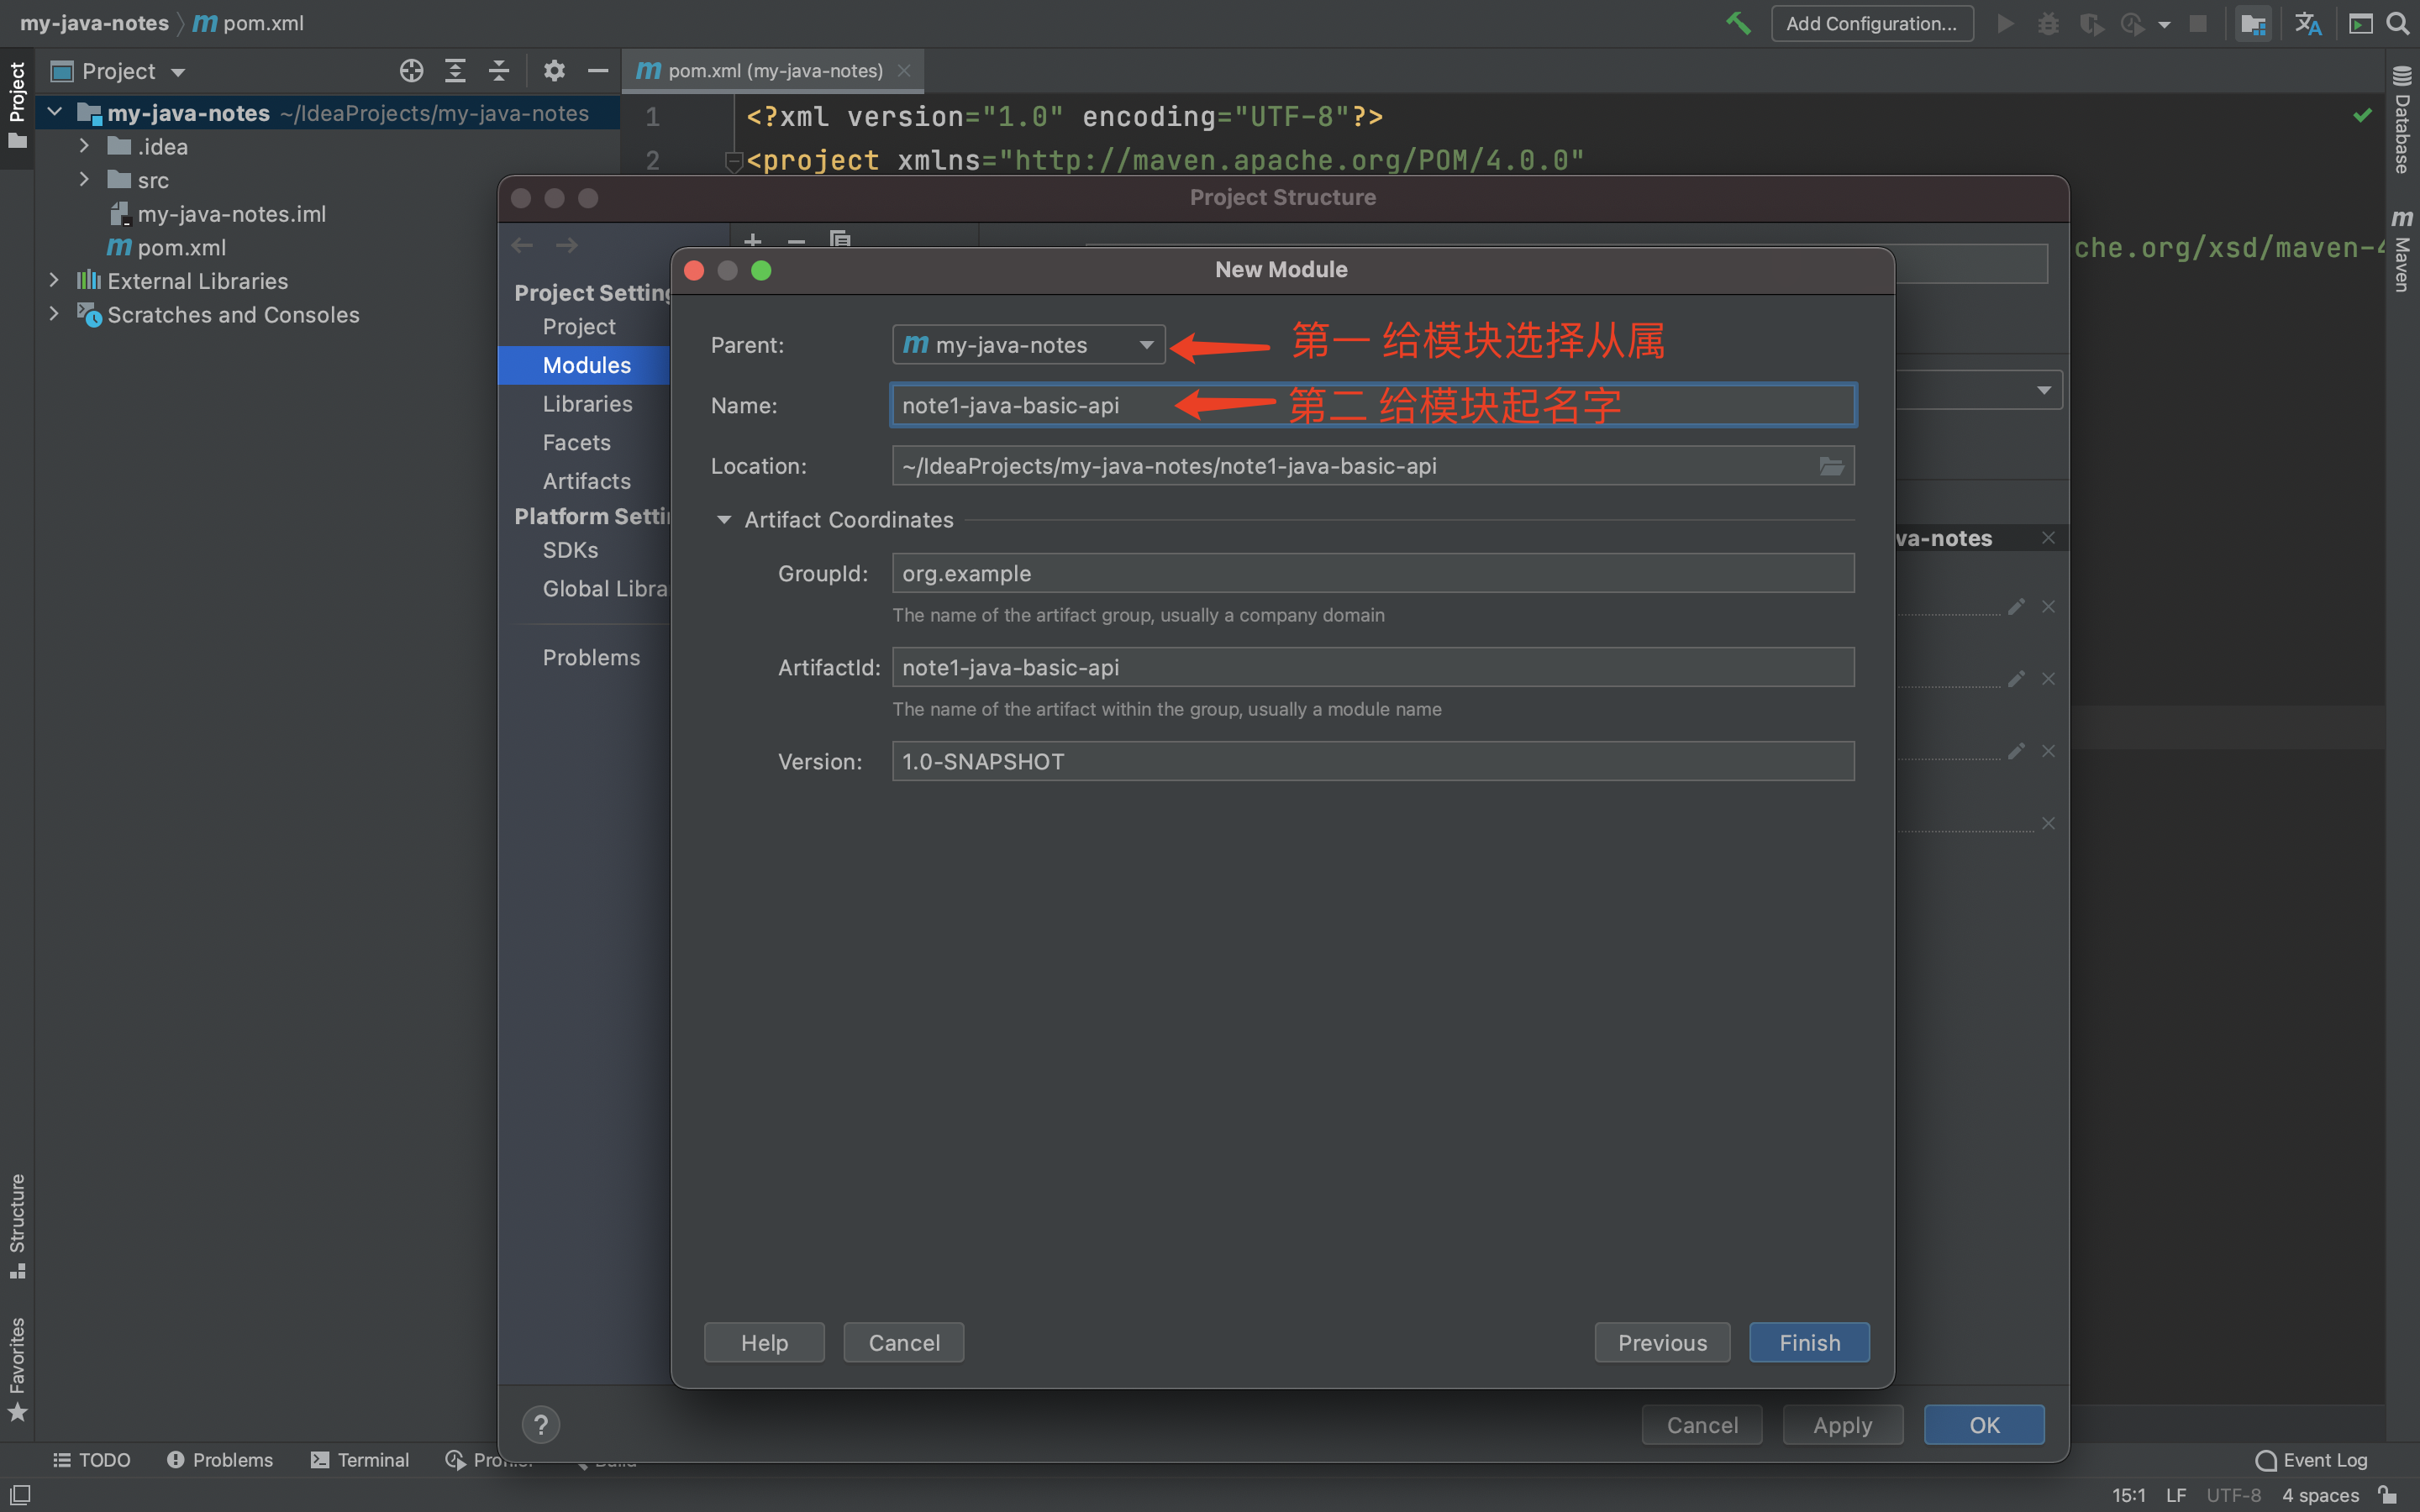 my-java-notes pom.xml
Add Configuration...
Project
Project
pom.xml (my-java-notes)
my-java-notes ~/IdeaProjects/my-java-notes
.idea
src
my-java-notes.iml
pom.xml
External Libraries
Scratches and Consoles
1 <?xml version="1.0" encoding="UTF-8"?>
2 <project xmlns="http://maven.apache.org/POM/4.0.0"
che.org/xsd/maven-4
Database
Maven
Project Structure
Project Setting
Project
Modules
Libraries
Facets
Artifacts
Platform Setti
SDKs
Global Libra
Problems
va-notes
New Module
Parent: my-java-notes 第一 给模块选择从属
Name: note1-java-basic-api 第二 给模块起名字
Location: ~/IdeaProjects/my-java-notes/note1-java-basic-api
Artifact Coordinates
GroupId: org.example
The name of the artifact group, usually a company domain
ArtifactId: note1-java-basic-api
The name of the artifact within the group, usually a module name
Version: 1.0-SNAPSHOT
Help Cancel Previous Finish
? Cancel Apply OK
Structure
Favorites
TODO Problems Terminal
Event Log
15:1 LF UTF-8 4 spaces